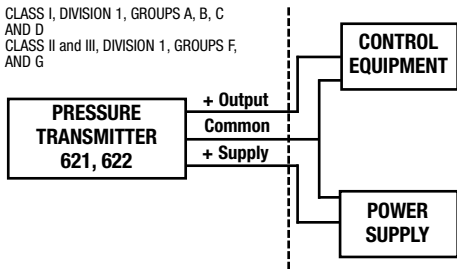 CLASS I, DIVISION 1, GROUPS A, B, C
AND D
CLASS II and III, DIVISION 1, GROUPS F,
AND G
CONTROL
EQUIPMENT
PRESSURE
TRANSMITTER
621, 622
+ Output
Common
+ Supply
POWER
SUPPLY